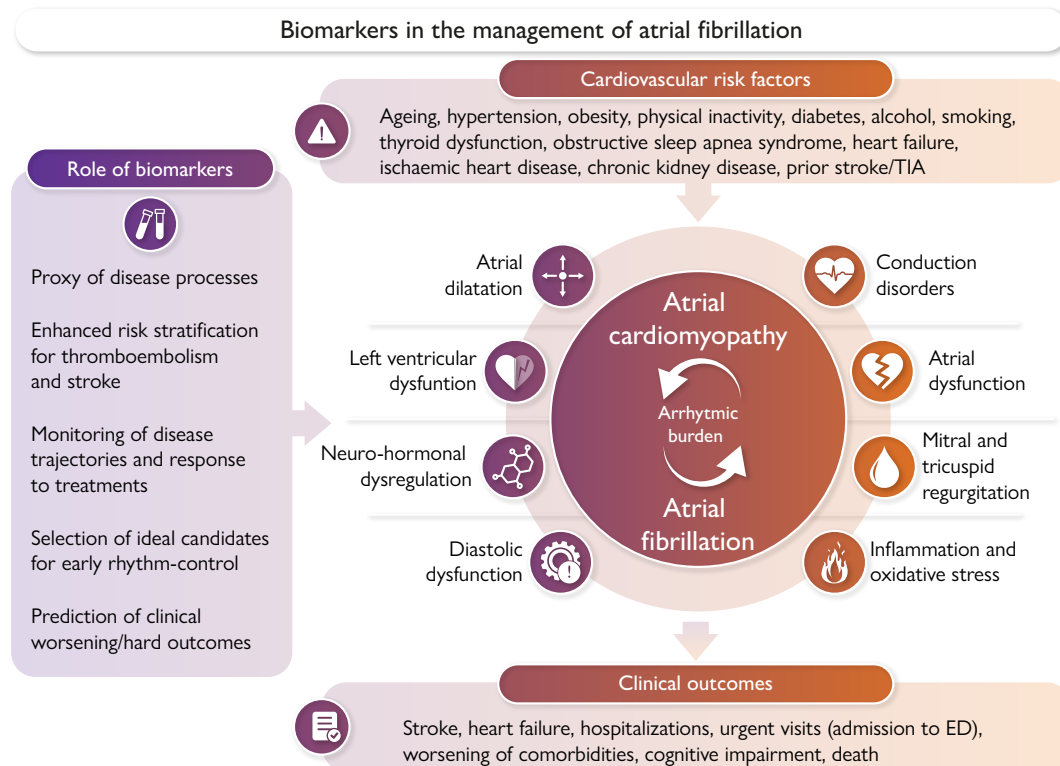 Biomarkers in the management of atrial fibrillation
Cardiovascular risk factors
Ageing, hypertension, obesity, physical inactivity, diabetes, alcohol, smoking,
thyroid dysfunction, obstructive sleep apnea syndrome, heart failure,
ischaemic heart disease, chronic kidney disease, prior stroke/TIA
Role of biomarkers
Proxy of disease processes
Enhanced risk stratification
for thromboembolism
and stroke
Monitoring of disease
trajectories and response
to treatments
Selection of ideal candidates
for early rhythm-control
Prediction of clinical
worsening/hard outcomes
Atrial
dilatation
Left ventricular
dysfuntion
Neuro-hormonal
dysregulation
Diastolic
dysfunction
Atrial
cardiomyopathy
Arrhytmic
burden
Atrial
fibrillation
Conduction
disorders
Atrial
dysfunction
Mitral and
tricuspid
regurgitation
Inflammation and
oxidative stress
Clinical outcomes
Stroke, heart failure, hospitalizations, urgent visits (admission to ED),
worsening of comorbidities, cognitive impairment, death